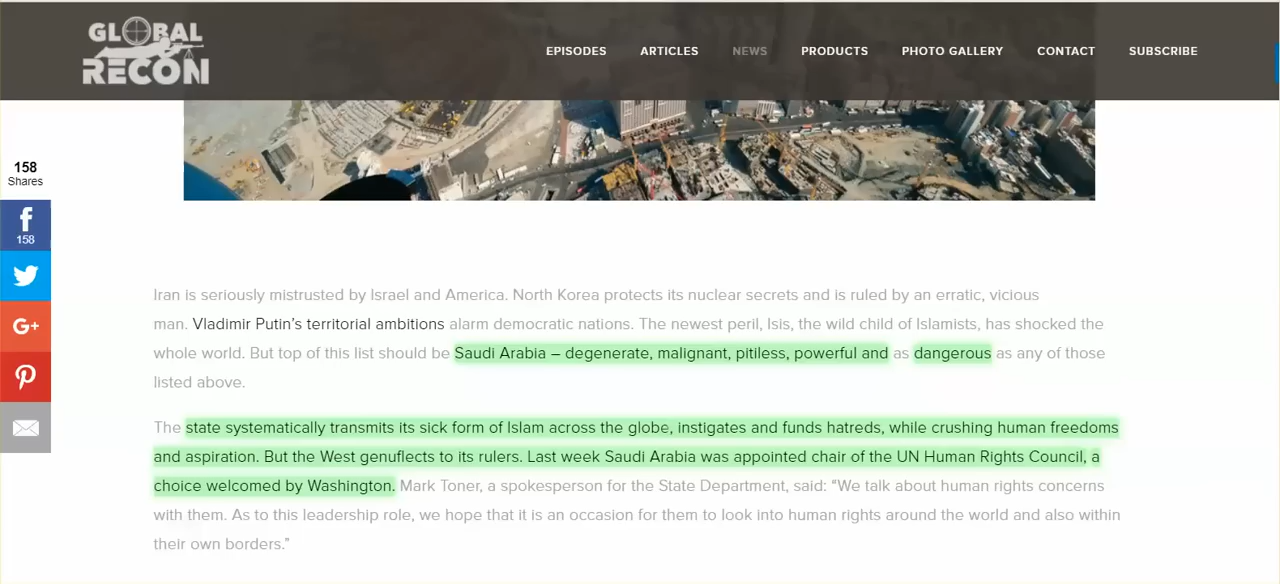 GLOBAL
RECON
EPISODES ARTICLES NEWS PRODUCTS PHOTO GALLERY CONTACT SUBSCRIBE
158
Shares
158
G+
Iran is seriously mistrusted by Israel and America. North Korea protects its nuclear secrets and is ruled by an erratic, vicious
man. Vladimir Putin’s territorial ambitions alarm democratic nations. The newest peril, Isis, the wild child of Islamists, has shocked the
whole world. But top of this list should be Saudi Arabia – degenerate, malignant, pitiless, powerful and as dangerous as any of those
listed above.
The state systematically transmits its sick form of Islam across the globe, instigates and funds hatreds, while crushing human freedoms
and aspiration. But the West genuflects to its rulers. Last week Saudi Arabia was appointed chair of the UN Human Rights Council, a
choice welcomed by Washington. Mark Toner, a spokesperson for the State Department, said: “We talk about human rights concerns
with them. As to this leadership role, we hope that it is an occasion for them to look into human rights around the world and also within
their own borders.”